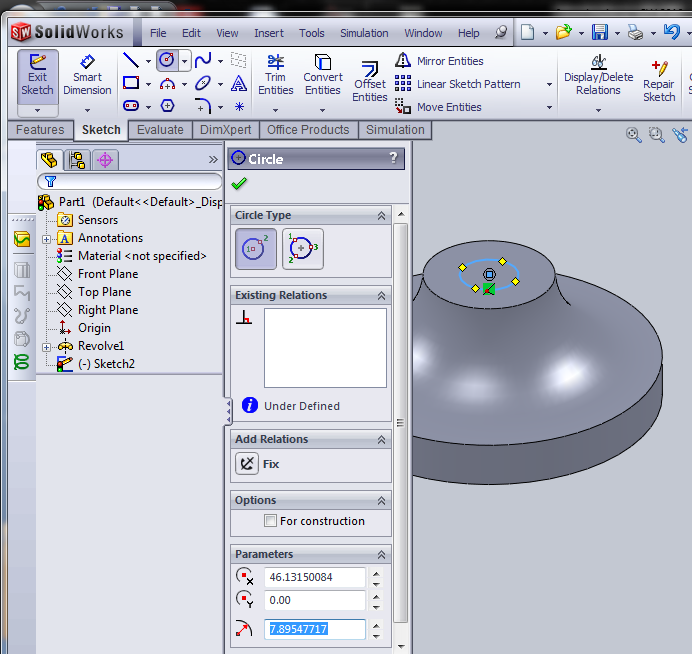 SolidWorks File Edit View Insert Tools Simulation Window Help
Exit Sketch
Smart Dimension
Trim Entities
Convert Entities
Offset Entities
Mirror Entities
Linear Sketch Pattern
Move Entities
Display/Delete Relations
Repair Sketch
Features Sketch Evaluate DimXpert Office Products Simulation
Part1 (Default<<Default>_Disp
Sensors
Annotations
Material <not specified>
Front Plane
Top Plane
Right Plane
Origin
Revolve1
(-) Sketch2
Circle ?
Circle Type
Existing Relations
Under Defined
Add Relations
Fix
Options
For construction
Parameters
46.13150084
0.00
7.89547717